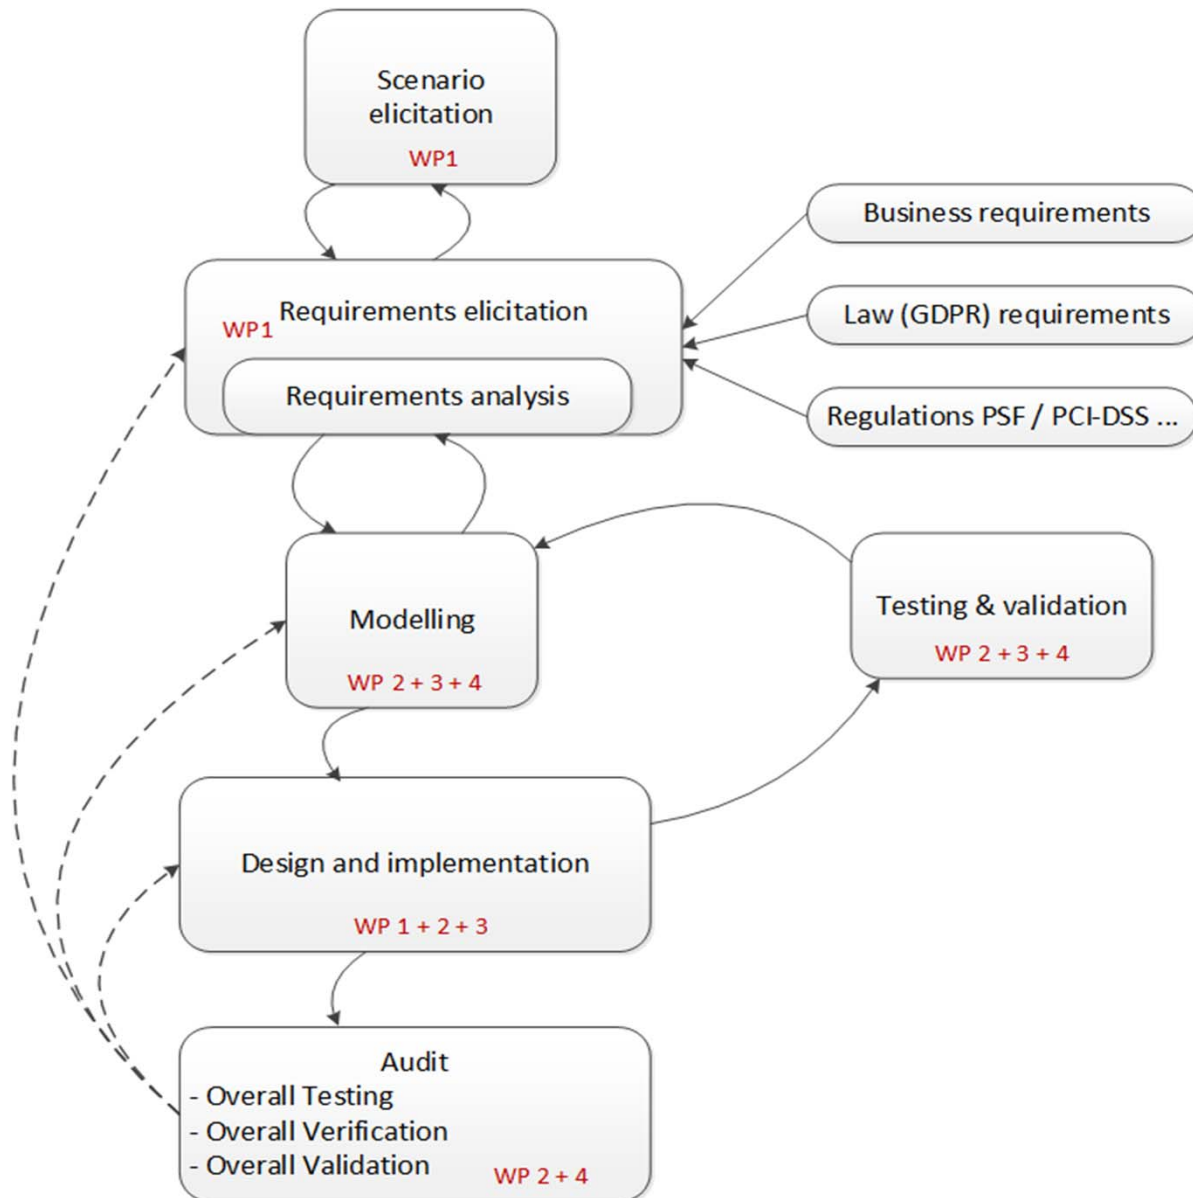 Scenario
elicitation
WP1
Business requirements
Requirements elicitation
WP1
Law (GDPR) requirements
Requirements analysis
Regulations PSF / PCI-DSS ...
Modelling
WP 2 + 3 + 4
Testing & validation
WP 2 + 3 + 4
Design and implementation
WP 1 + 2 + 3
Audit
- Overall Testing
- Overall Verification
- Overall Validation
WP 2 + 4